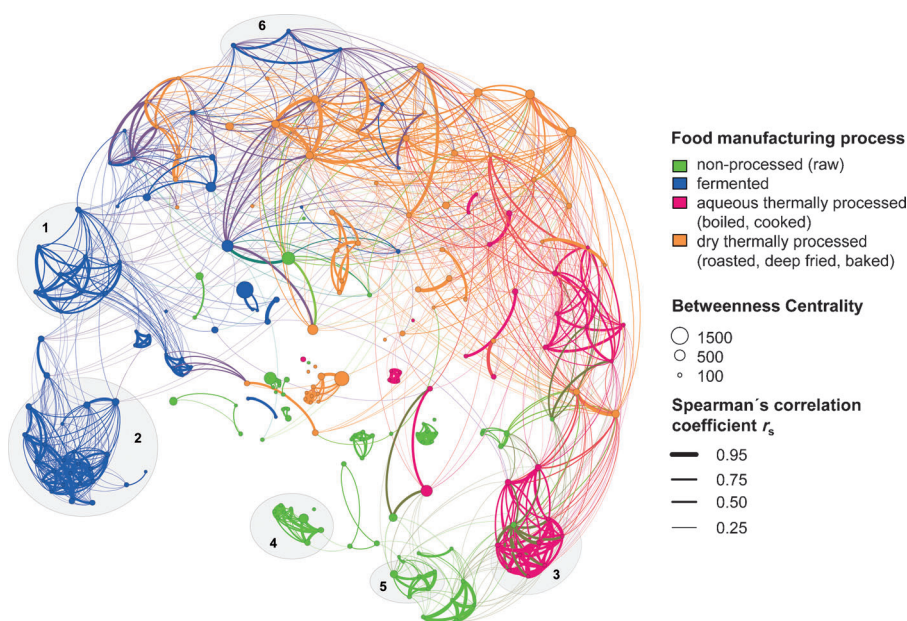 6
1
2
4
5
3
Food manufacturing process
non-processed (raw)
fermented
aqueous thermally processed
(boiled, cooked)
dry thermally processed
(roasted, deep fried, baked)
Betweenness Centrality
1500
500
100
Spearman´s correlation
coefficient rs
0.95
0.75
0.50
0.25